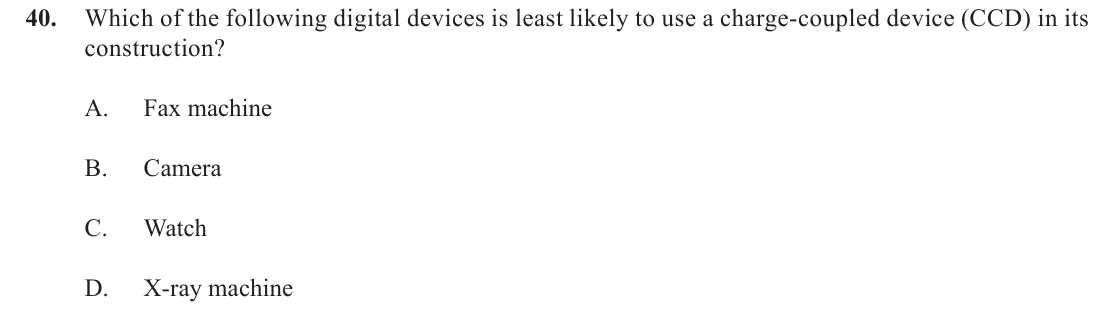 40. Which of the following digital devices is least likely to use a charge-coupled device (CCD) in its
construction?
A. Fax machine
B. Camera
C. Watch
D. X-ray machine